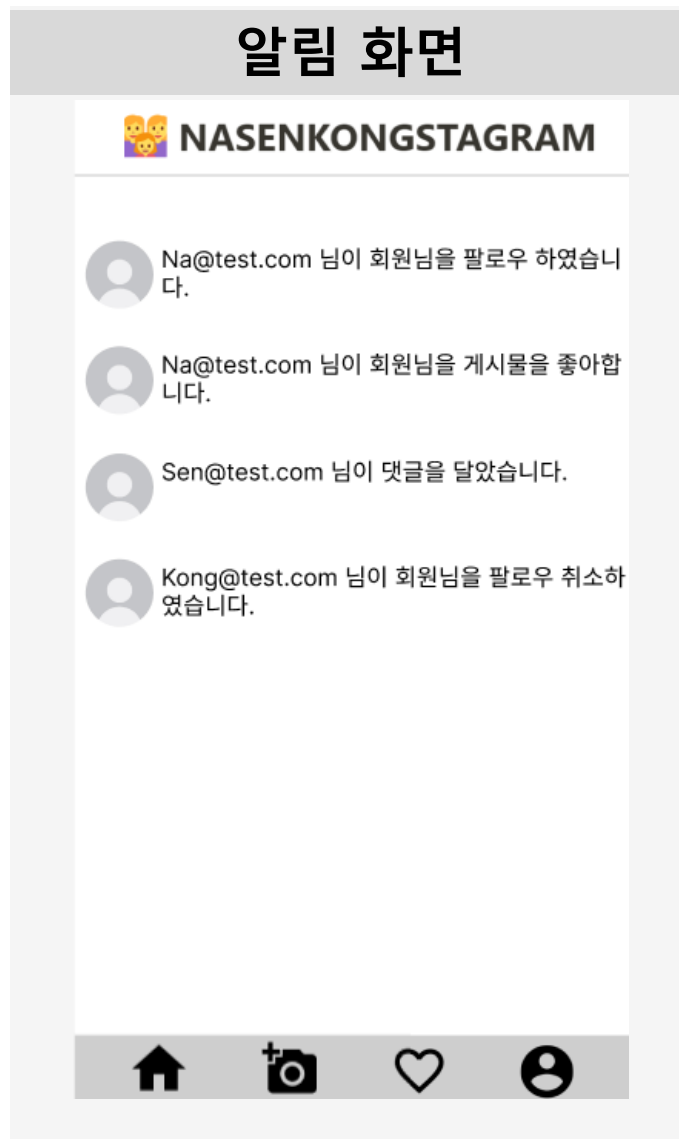 알림 화면
NASENKONGSTAGRAM
Na@test.com 님이 회원님을 팔로우 하였습니
다.
Na@test.com 님이 회원님을 게시물을 좋아합
니다.
Sen@test.com 님이 댓글을 달았습니다.
Kong@test.com 님이 회원님을 팔로우 취소하
였습니다.